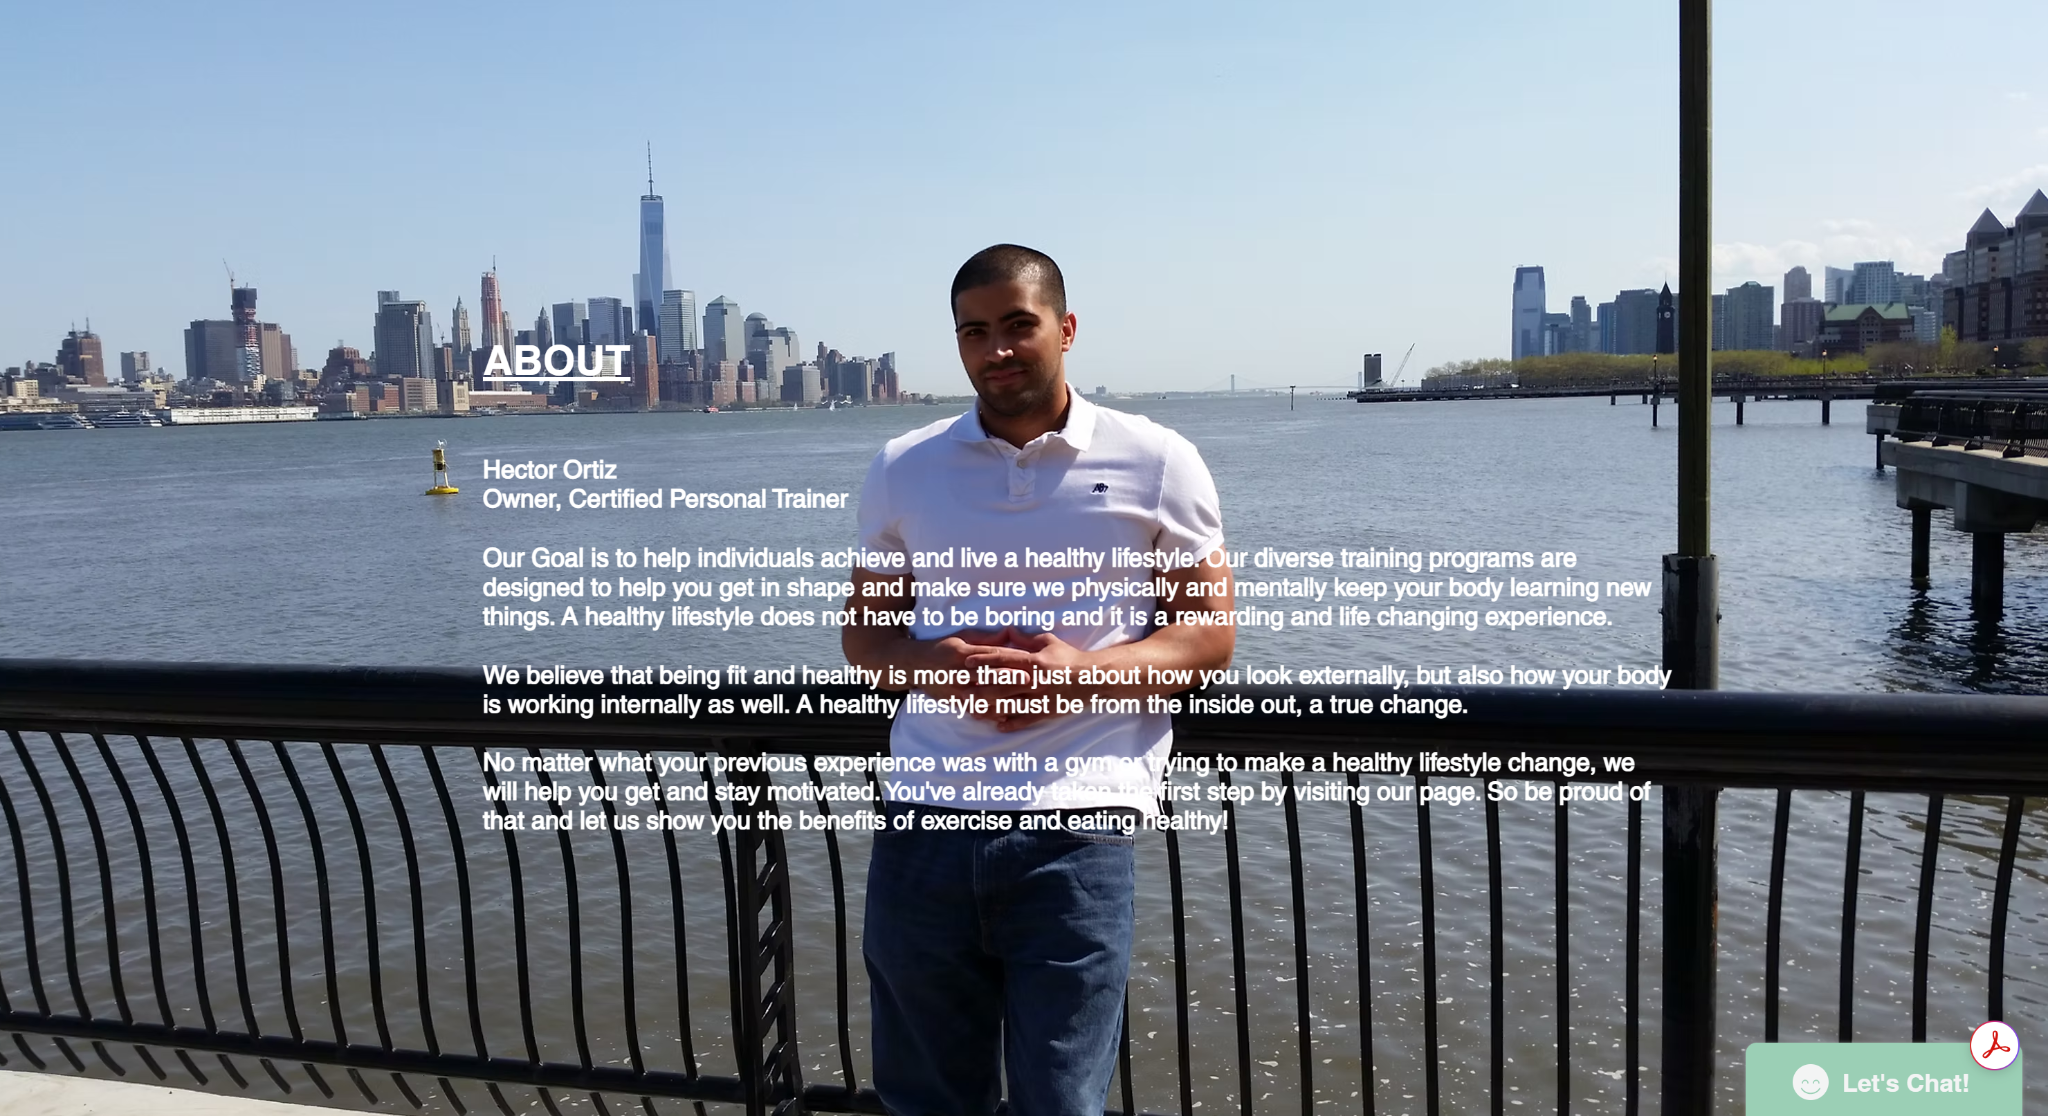 ABOUT
Hector Ortiz
Owner, Certified Personal Trainer
Our Goal is to help individuals achieve and live a healthy lifestyle. Our diverse training programs are
designed to help you get in shape and make sure we physically and mentally keep your body learning new
things. A healthy lifestyle does not have to be boring and it is a rewarding and life changing experience.
We believe that being fit and healthy is more than just about how you look externally, but also how your body
is working internally as well. A healthy lifestyle must be from the inside out, a true change.
No matter what your previous experience was with a gym or trying to make a healthy lifestyle change, we
will help you get and stay motivated. You've already taken the first step by visiting our page. So be proud of
that and let us show you the benefits of exercise and eating healthy!
Let's Chat!